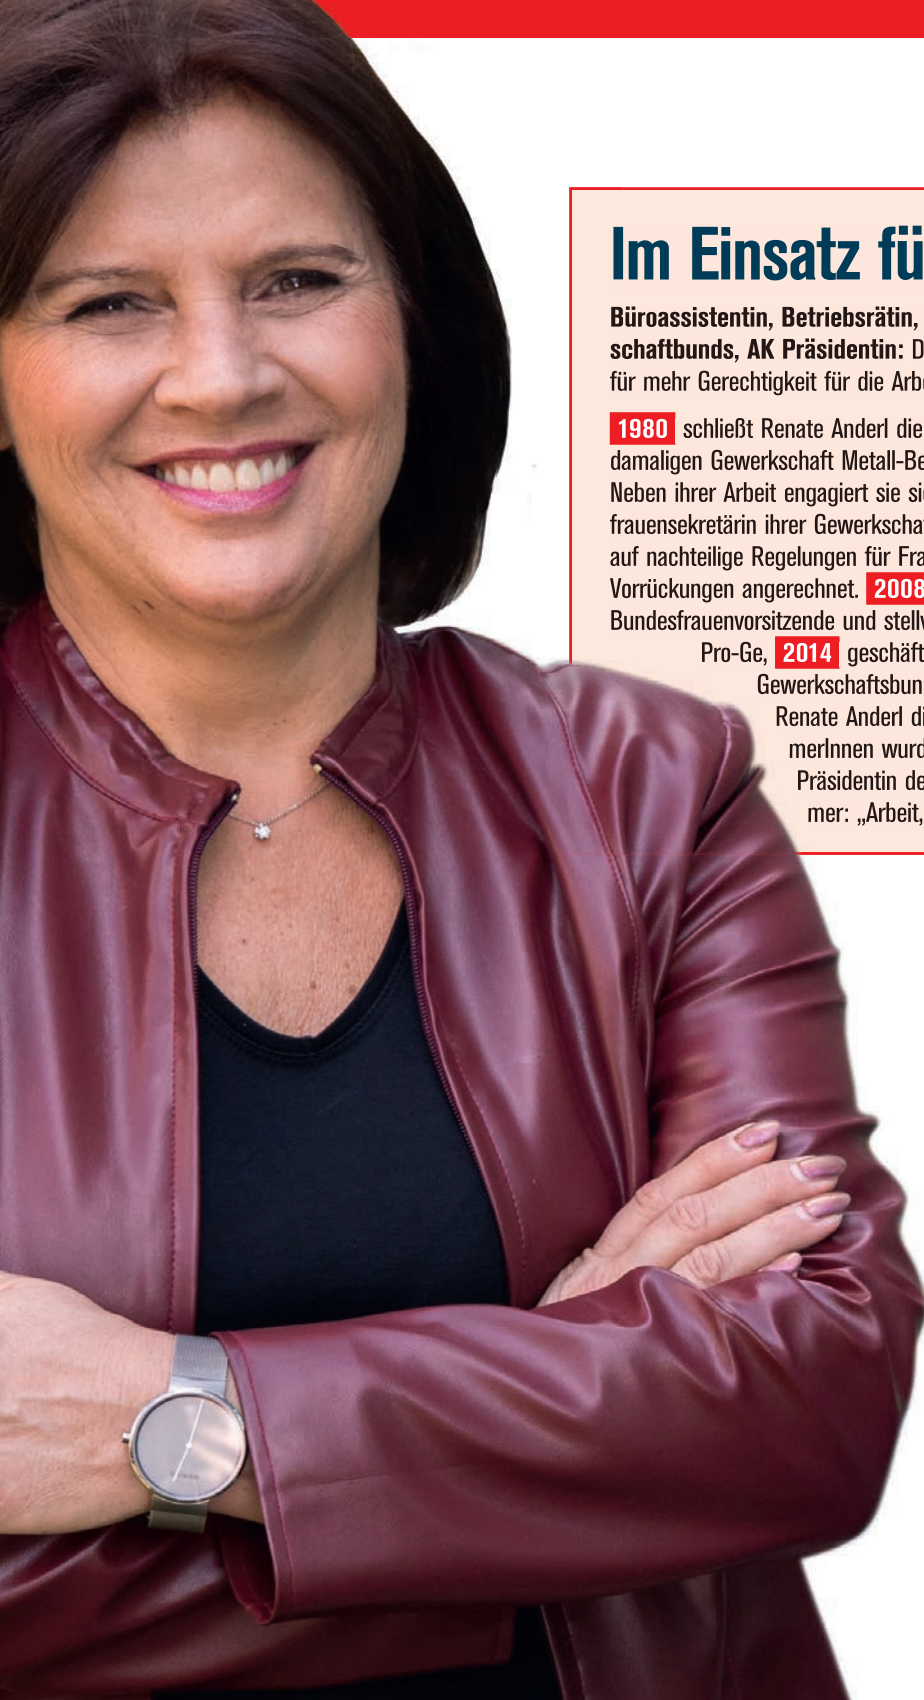 Im Einsatz fü
Büroassistentin, Betriebsrätin,
schaftbunds, AK Präsidentin: D
für mehr Gerechtigkeit für die Arb
1980 schließt Renate Anderl die
damaligen Gewerkschaft Metall-Be
Neben ihrer Arbeit engagiert sie si
frauensekretärin ihrer Gewerkscha
auf nachteilige Regelungen für Fra
Vorrückungen angerechnet. 2008
Bundesfrauenvorsitzende und stellv
Pro-Ge, 2014 geschäft
Gewerkschaftsbun
Renate Anderl di
merInnen wurd
Präsidentin de
mer: „Arbeit,